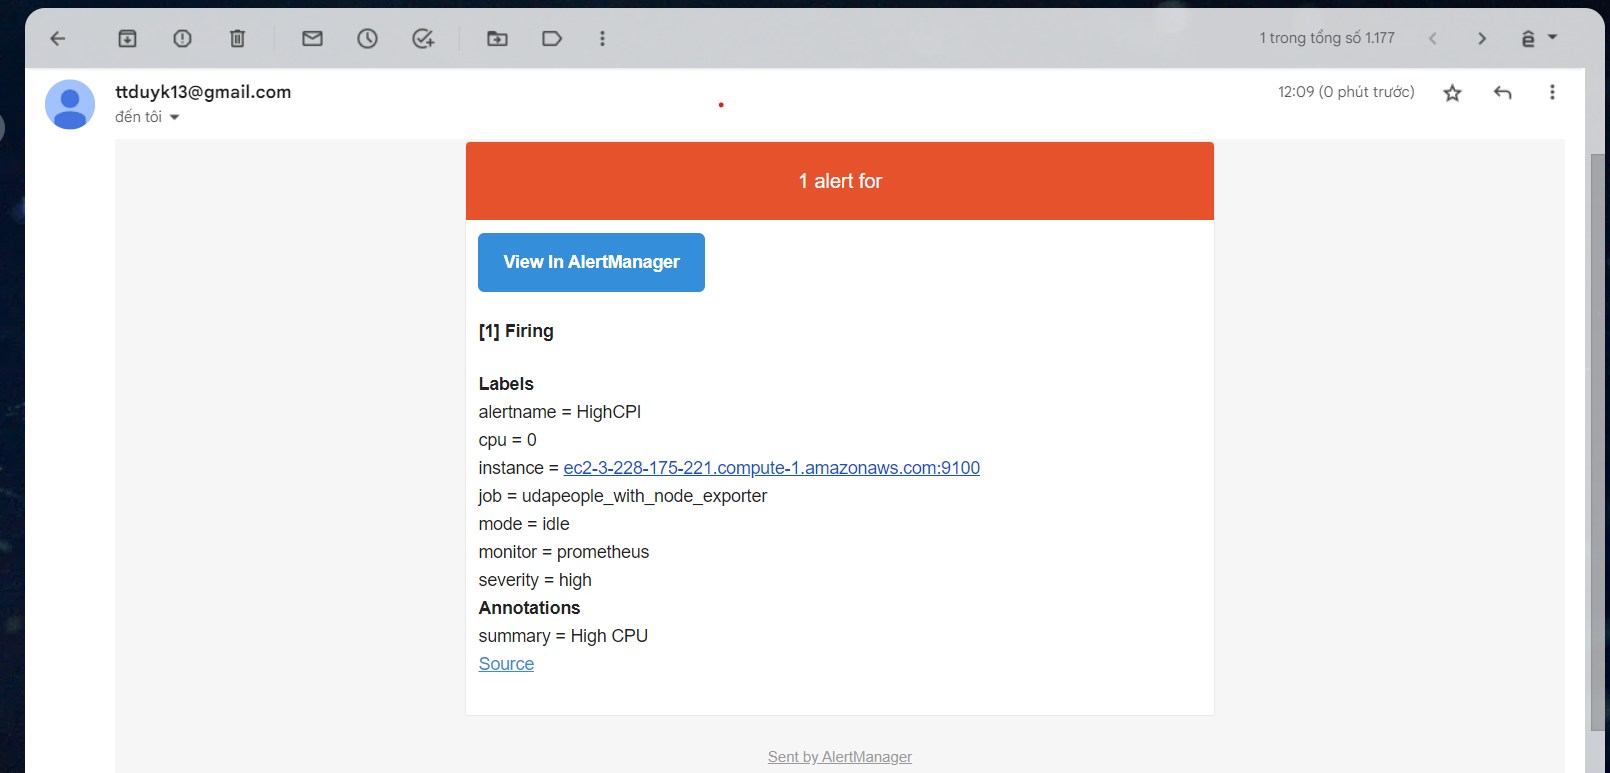 1 trong tổng số 1.177
ê
ttduyk13@gmail.com
12:09 (0 phút trước)
đến tôi
1 alert for
View In AlertManager
[1] Firing
Labels
alertname = HighCPI
cpu = 0
instance = ec2-3-228-175-221.compute-1.amazonaws.com:9100
job = udapeople_with_node_exporter
mode = idle
monitor = prometheus
severity = high
Annotations
summary = High CPU
Source
Sent by AlertManager